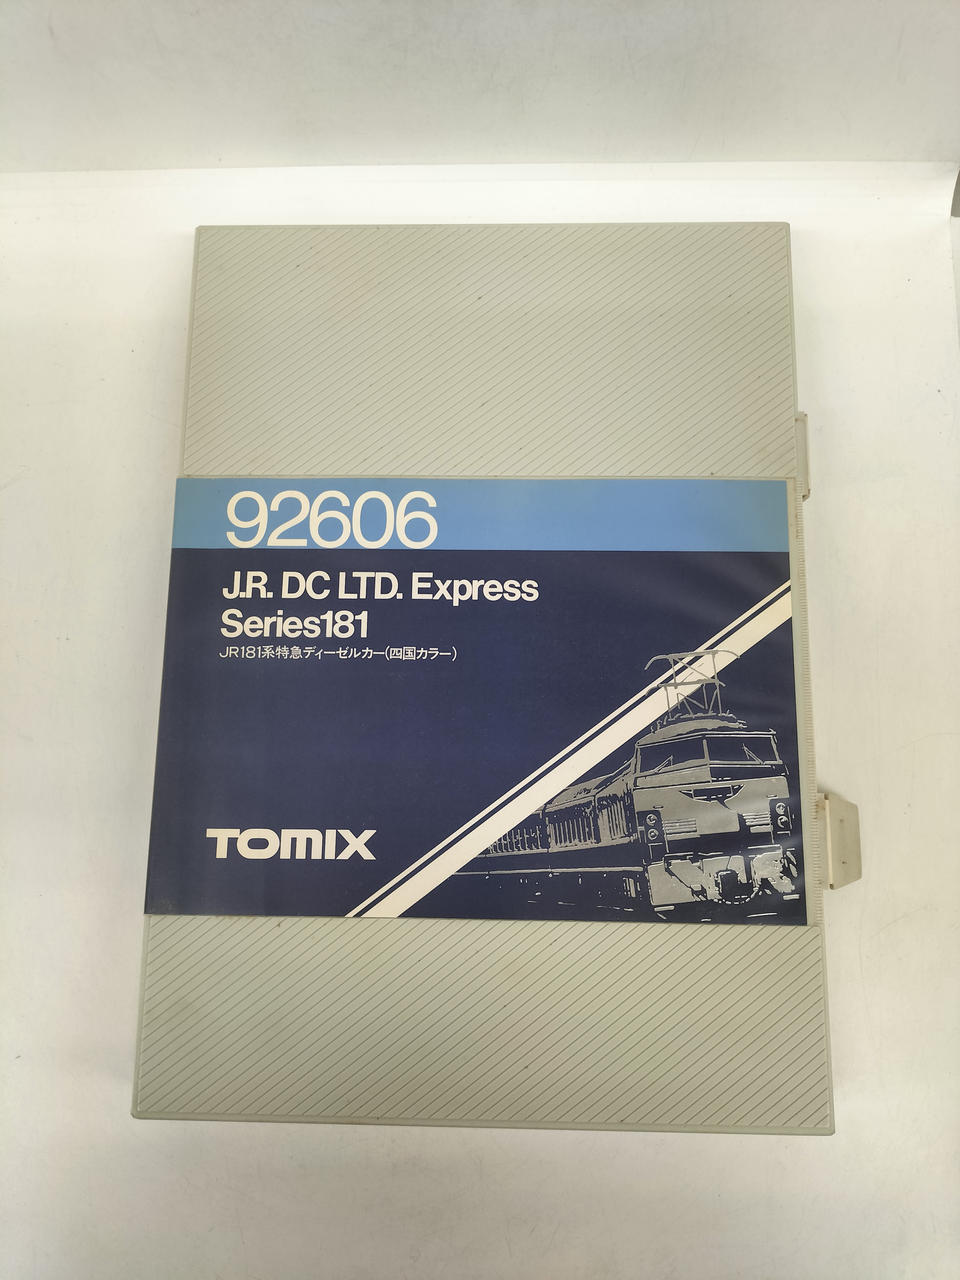 92606
J.R. DC LTD. Express
Series181
JR181系特急ディーゼルカー(四国カラー)
TOMIX